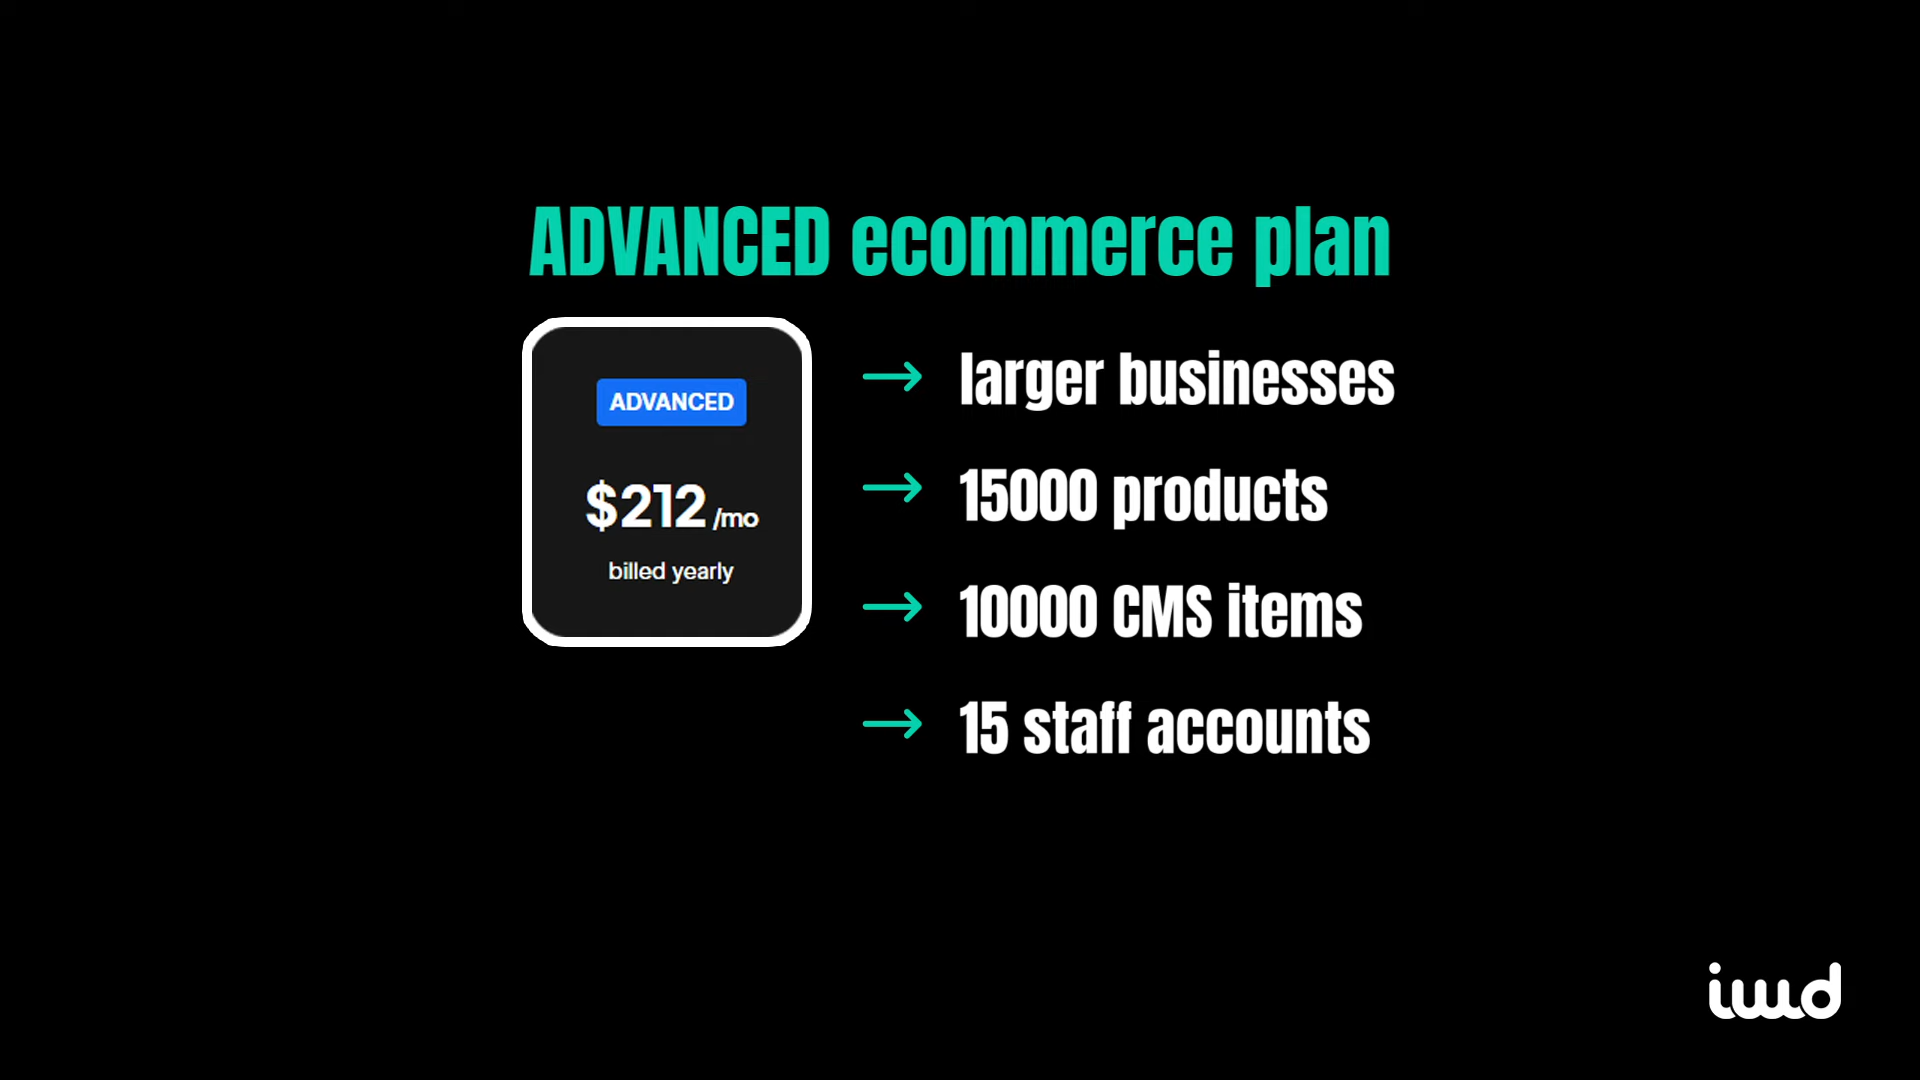 ADVANCED ecommerce plan
ADVANCED
$212 /mo
billed yearly
larger businesses
15000 products
10000 CMS items
15 staff accounts
iwd